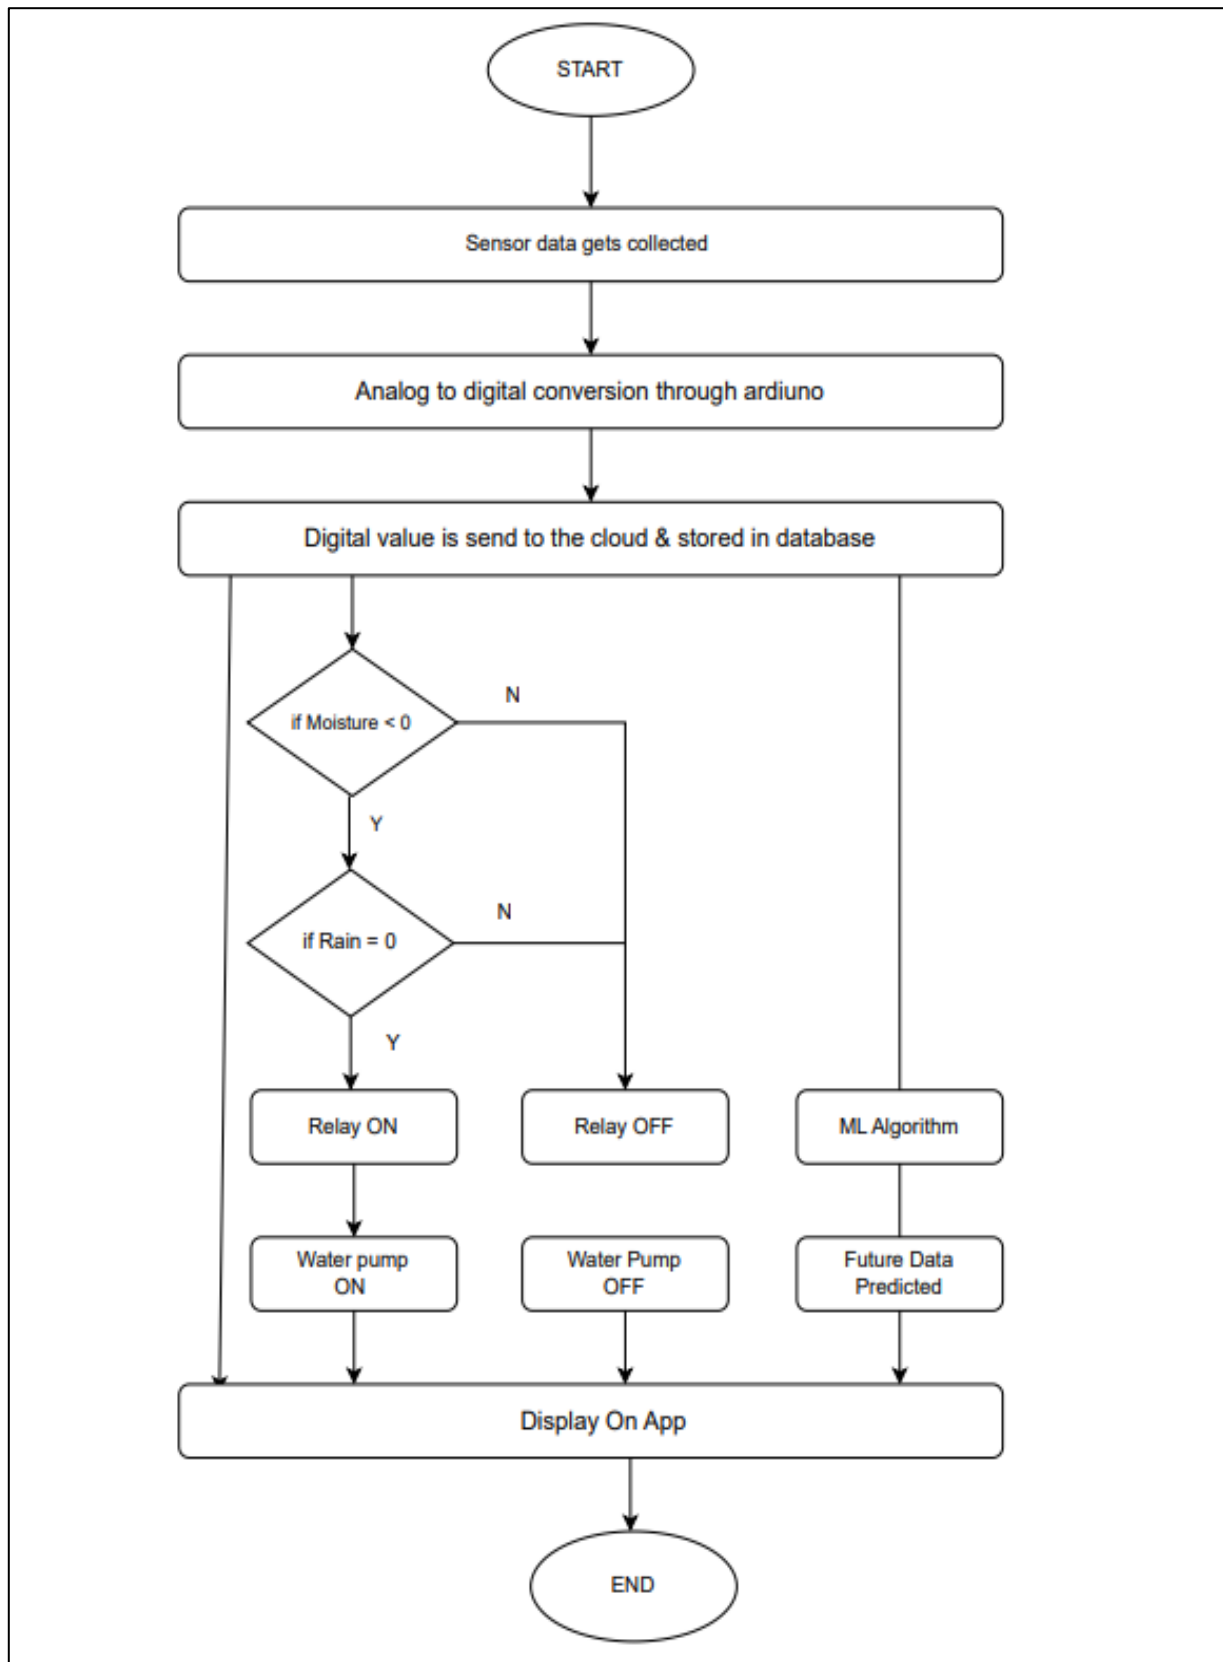 START
Sensor data gets collected
Analog to digital conversion through ardiuno
Digital value is send to the cloud & stored in database
if Moisture < 0
N
Y
if Rain = 0
N
Y
Relay ON
Relay OFF
ML Algorithm
Water pump
ON
Water Pump
OFF
Future Data
Predicted
Display On App
END